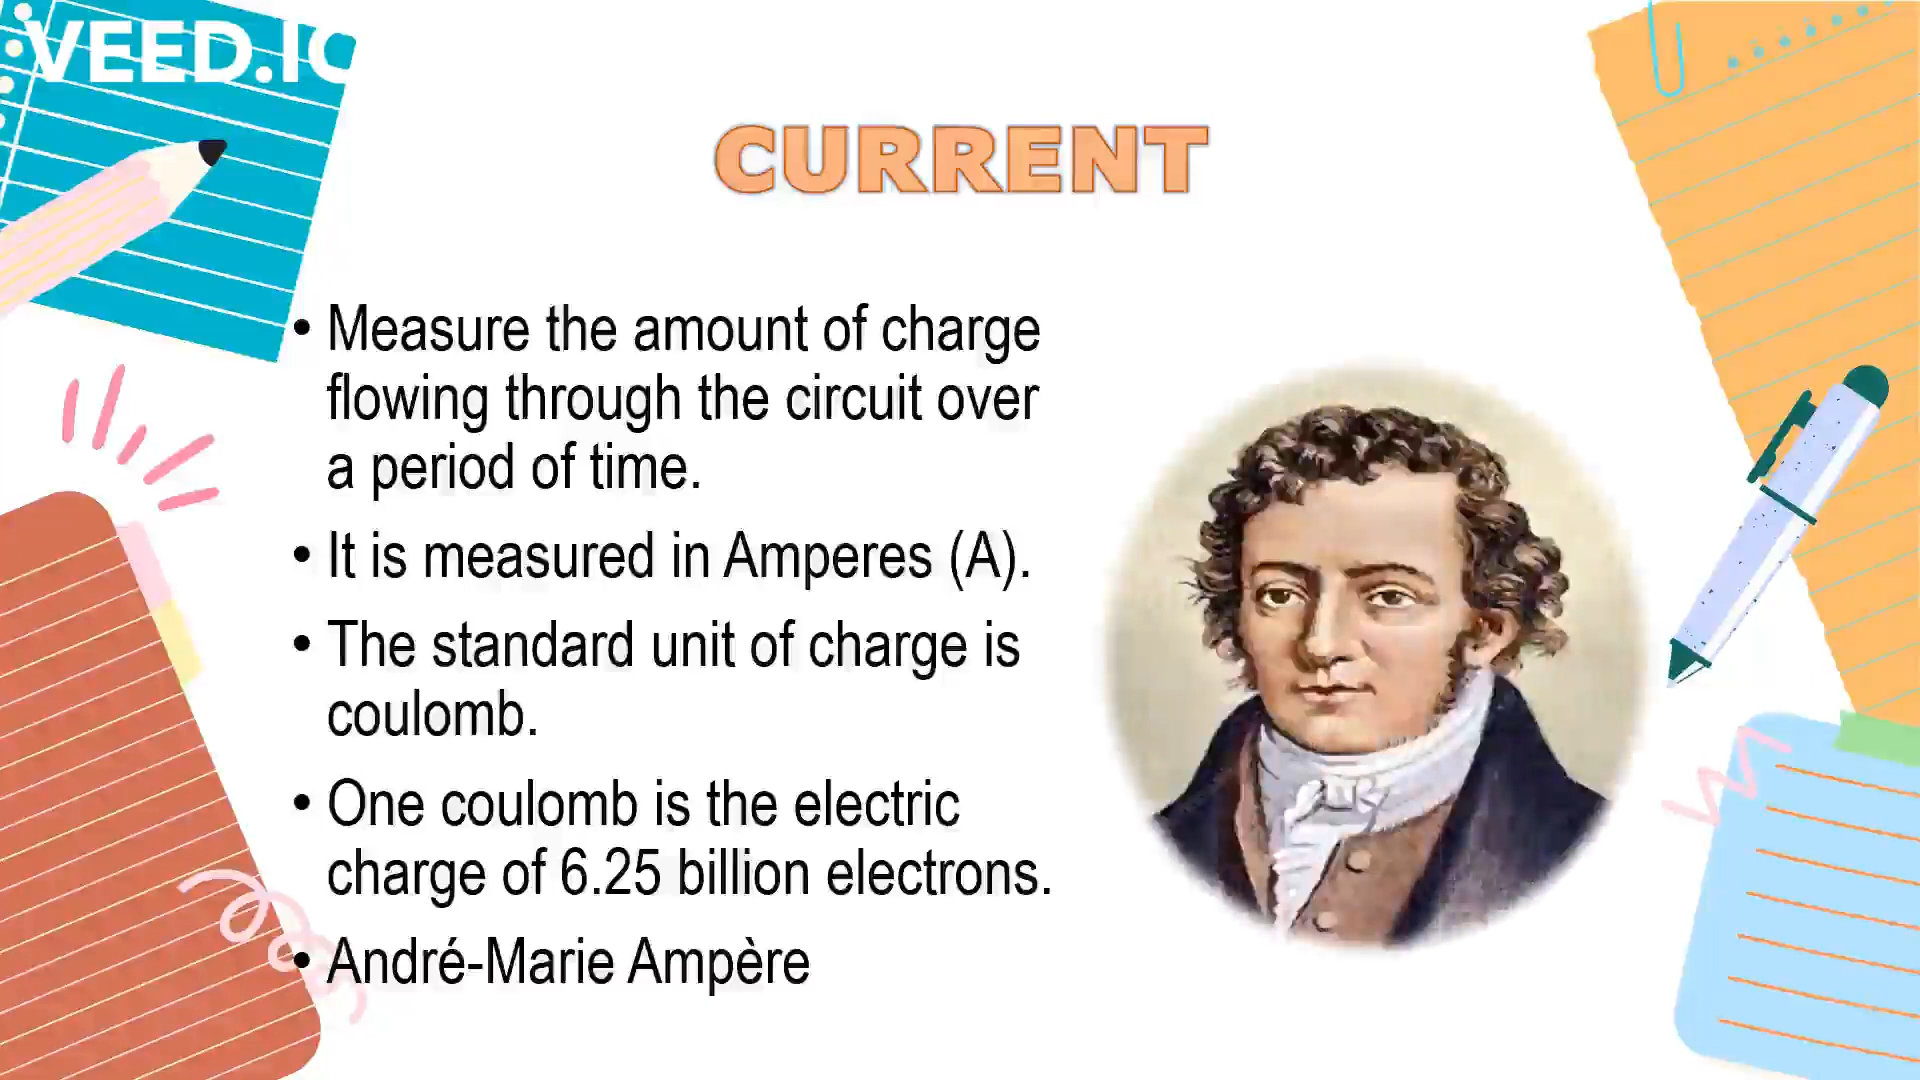 VEED.IO
CURRENT
• Measure the amount of charge
flowing through the circuit over
a period of time.
• It is measured in Amperes (A).
• The standard unit of charge is
coulomb.
• One coulomb is the electric
charge of 6.25 billion electrons.
• André-Marie Ampère